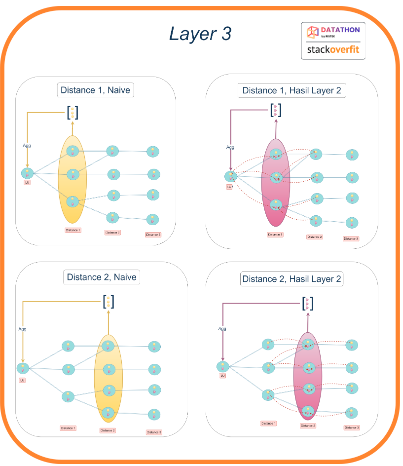 Layer 3
DATATHON
stackoverfit
Distance 1, Naive
Distance 1, Hasil Layer 2
Agg
Agg
Distance 1
Distance 2
Distance 3
Distance 1
Distance 2
Distance 3
Distance 2, Naive
Distance 2, Hasil Layer 2
Agg
Agg
Distance 1
Distance 2
Distance 3
Distance 1
Distance 2
Distance 3